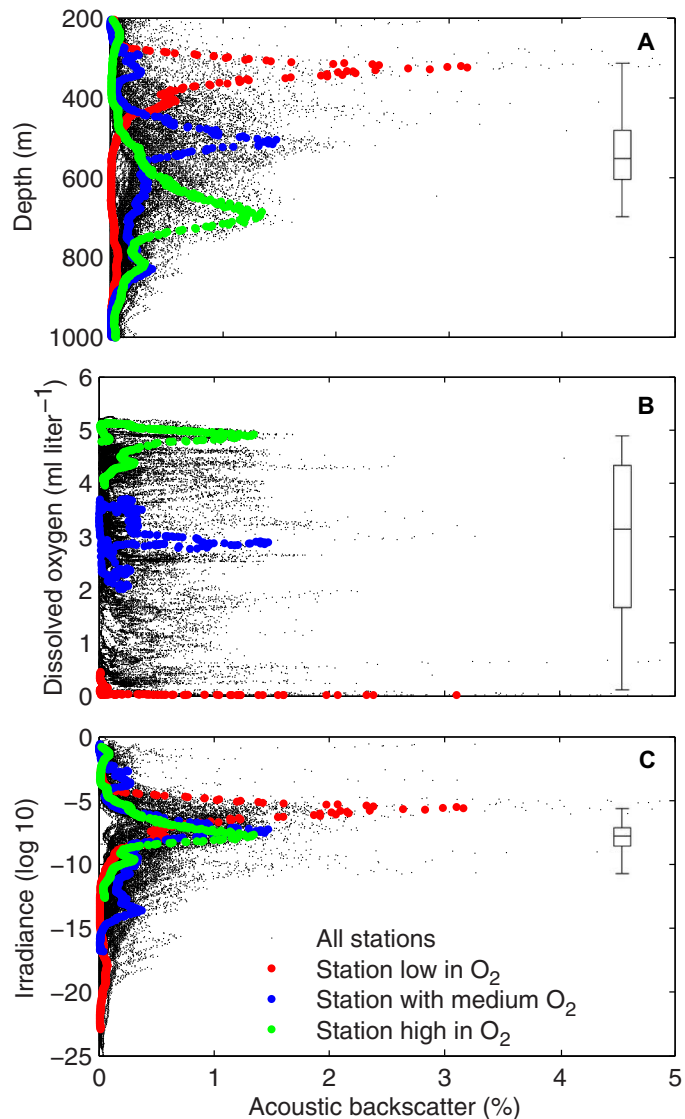 A
200
400
600
800
1000
Depth (m)
B
6
5
4
3
2
1
0
Dissolved oxygen (ml liter⁻¹)
C
0
−5
−10
−15
−20
−25
Irradiance (log 10)
All stations
Station low in O₂
Station with medium O₂
Station high in O₂
0 1 2 3 4 5
Acoustic backscatter (%)